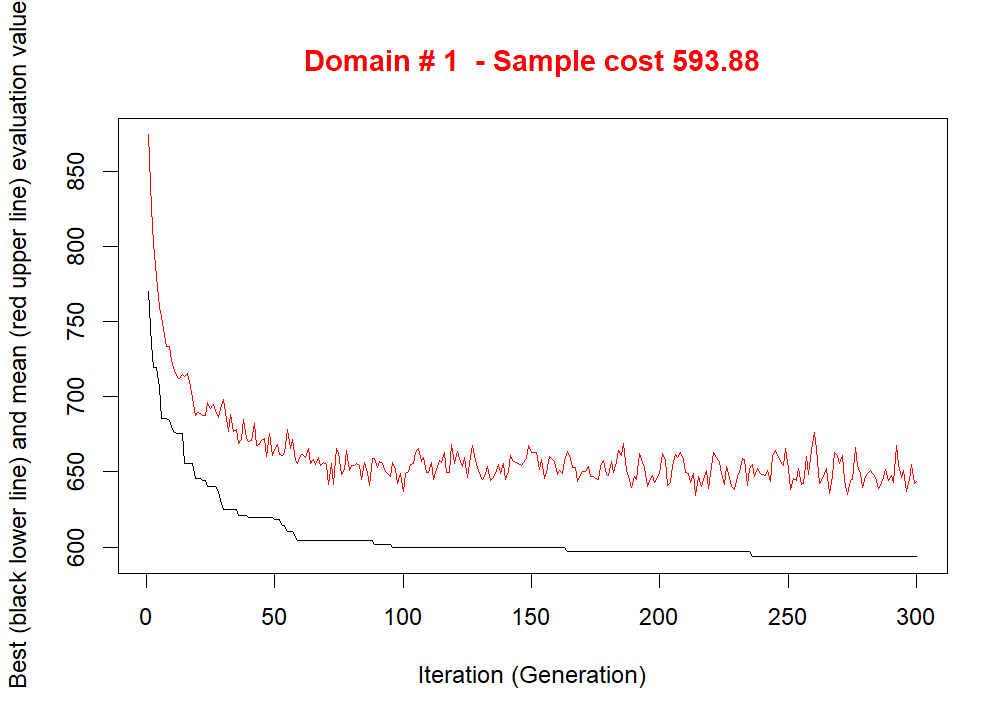 Domain # 1  - Sample cost 593.88
Best (black lower line) and mean (red upper line) evaluation value
850
800
750
700
650
600
0 50 100 150 200 250 300
Iteration (Generation)